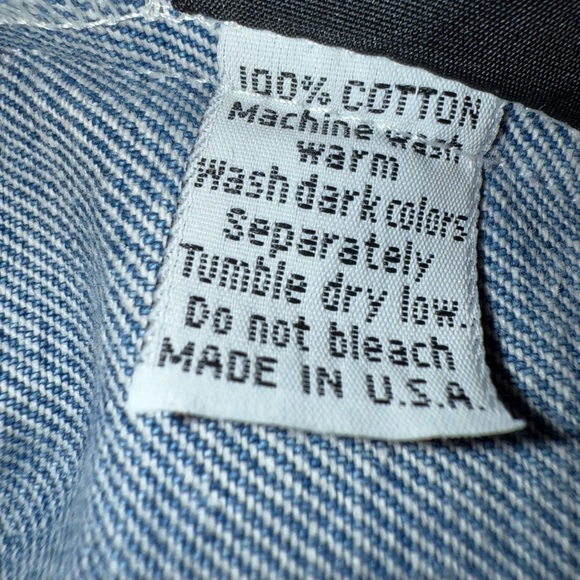 100% COTTON
Machine wash
warm
Wash dark colors
Separately
Tumble dry low.
Do not bleach
MADE IN U.S.A.